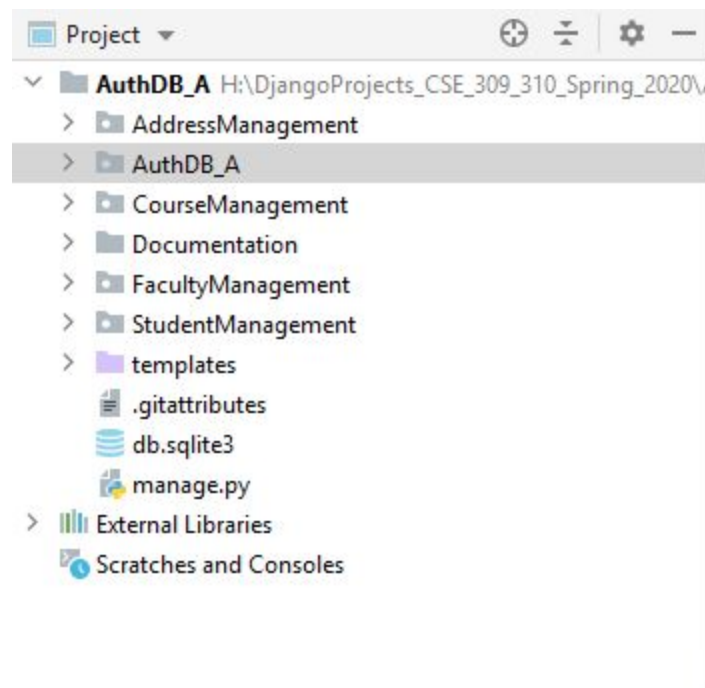 Project
AuthDB_A H:\DjangoProjects_CSE_309_310_Spring_2020\
AddressManagement
AuthDB_A
CourseManagement
Documentation
FacultyManagement
StudentManagement
templates
.gitattributes
db.sqlite3
manage.py
External Libraries
Scratches and Consoles